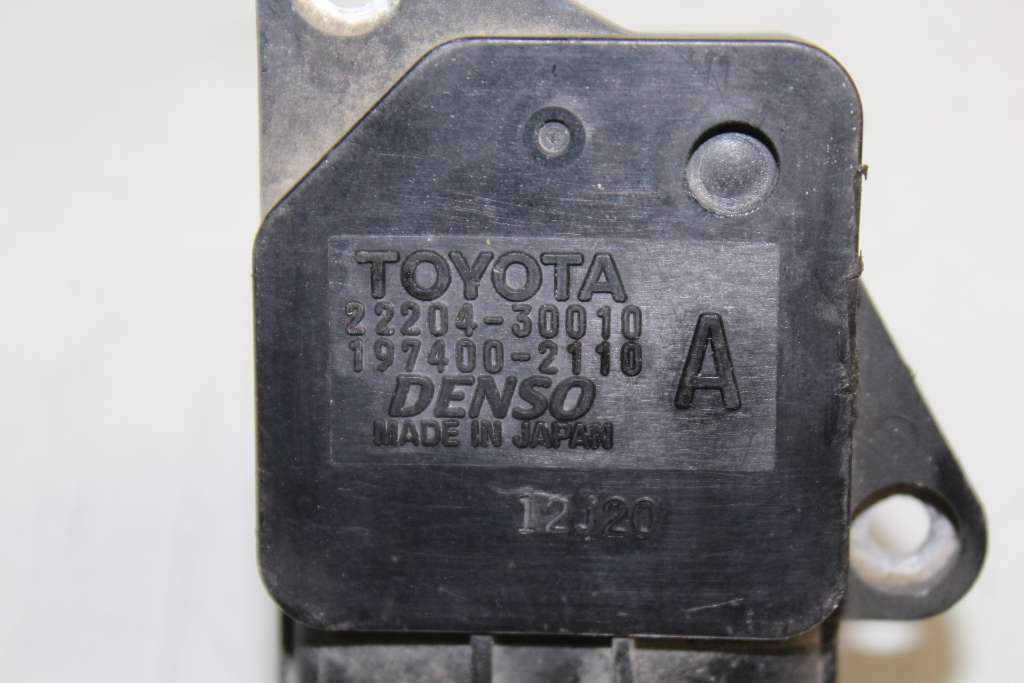 TOYOTA
22204-30010
197400-2110
A
DENSO
MADE IN JAPAN
12J20